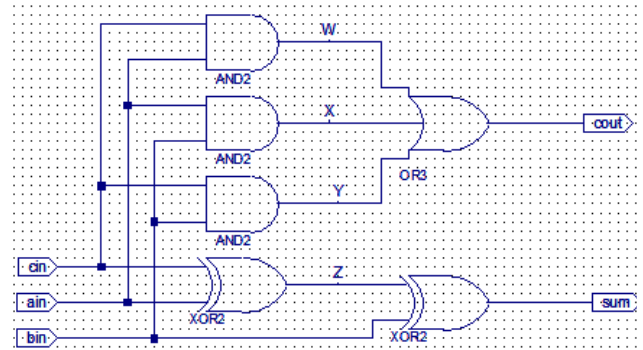 W
AND2
X
cout
AND2
OR3
Y
AND2
cin
Z
ain
sum
XOR2
bin
XOR2